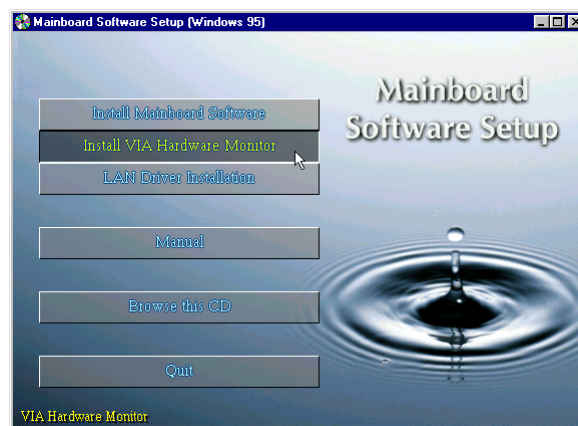 Mainboard Software Setup (Windows 95)
Mainboard
Software Setup
Install Mainboard Software
Install VIA Hardware Monitor
LAN Driver Installation
Manual
Browse this CD
Quit
VIA Hardware Monitor